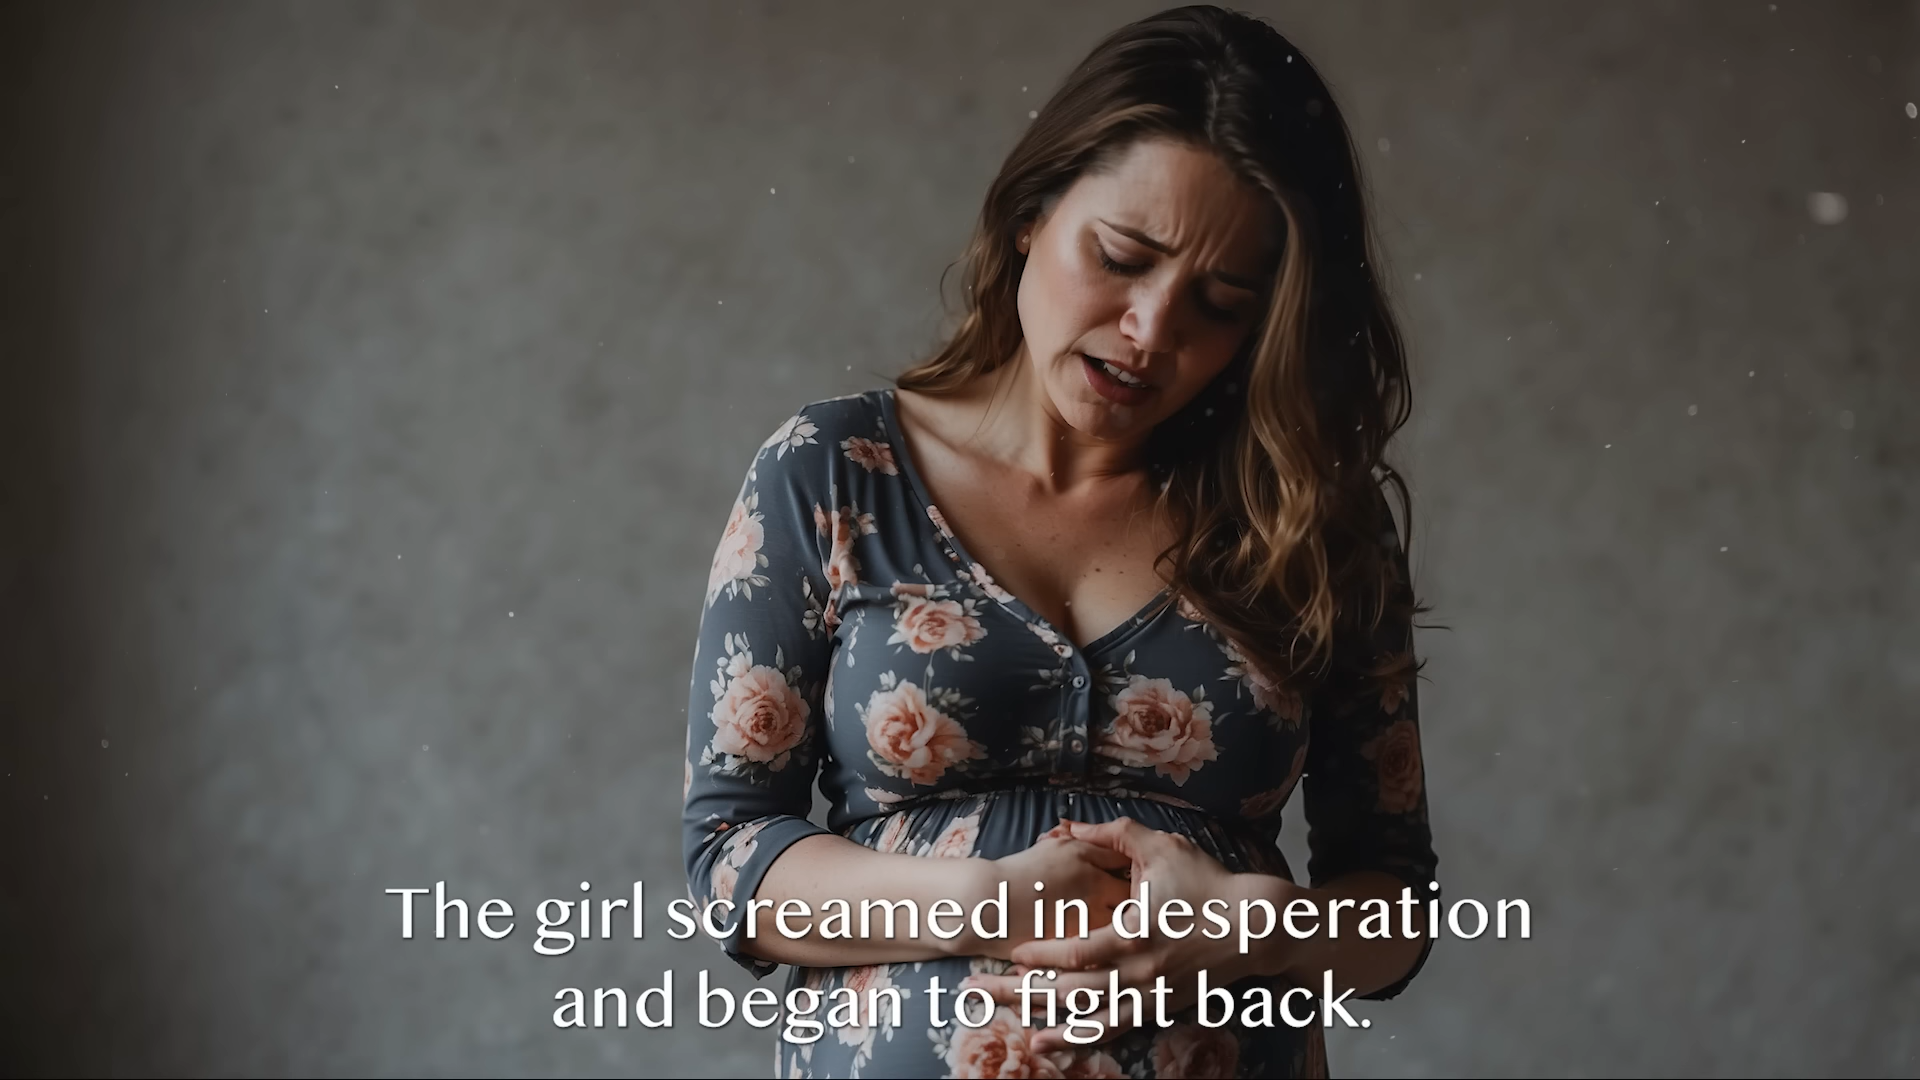 The girl screamed in desperation
and began to fight back.